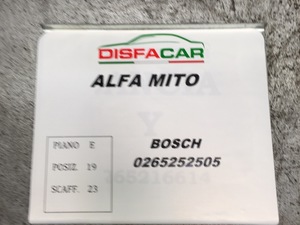 DISFACAR
ALFA MITO
BOSCH
0265252505
PIANO E
POSIZ. 19
SCAFF. 23